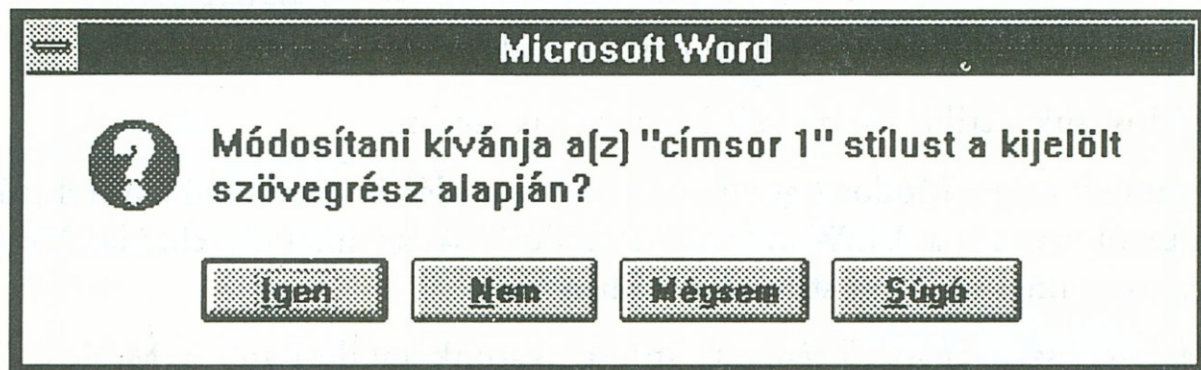 Microsoft Word
Módosítani kívánja a(z) "címsor 1" stílust a kijelölt
szövegrész alapján?
Igen Nem Mégsem Súgó